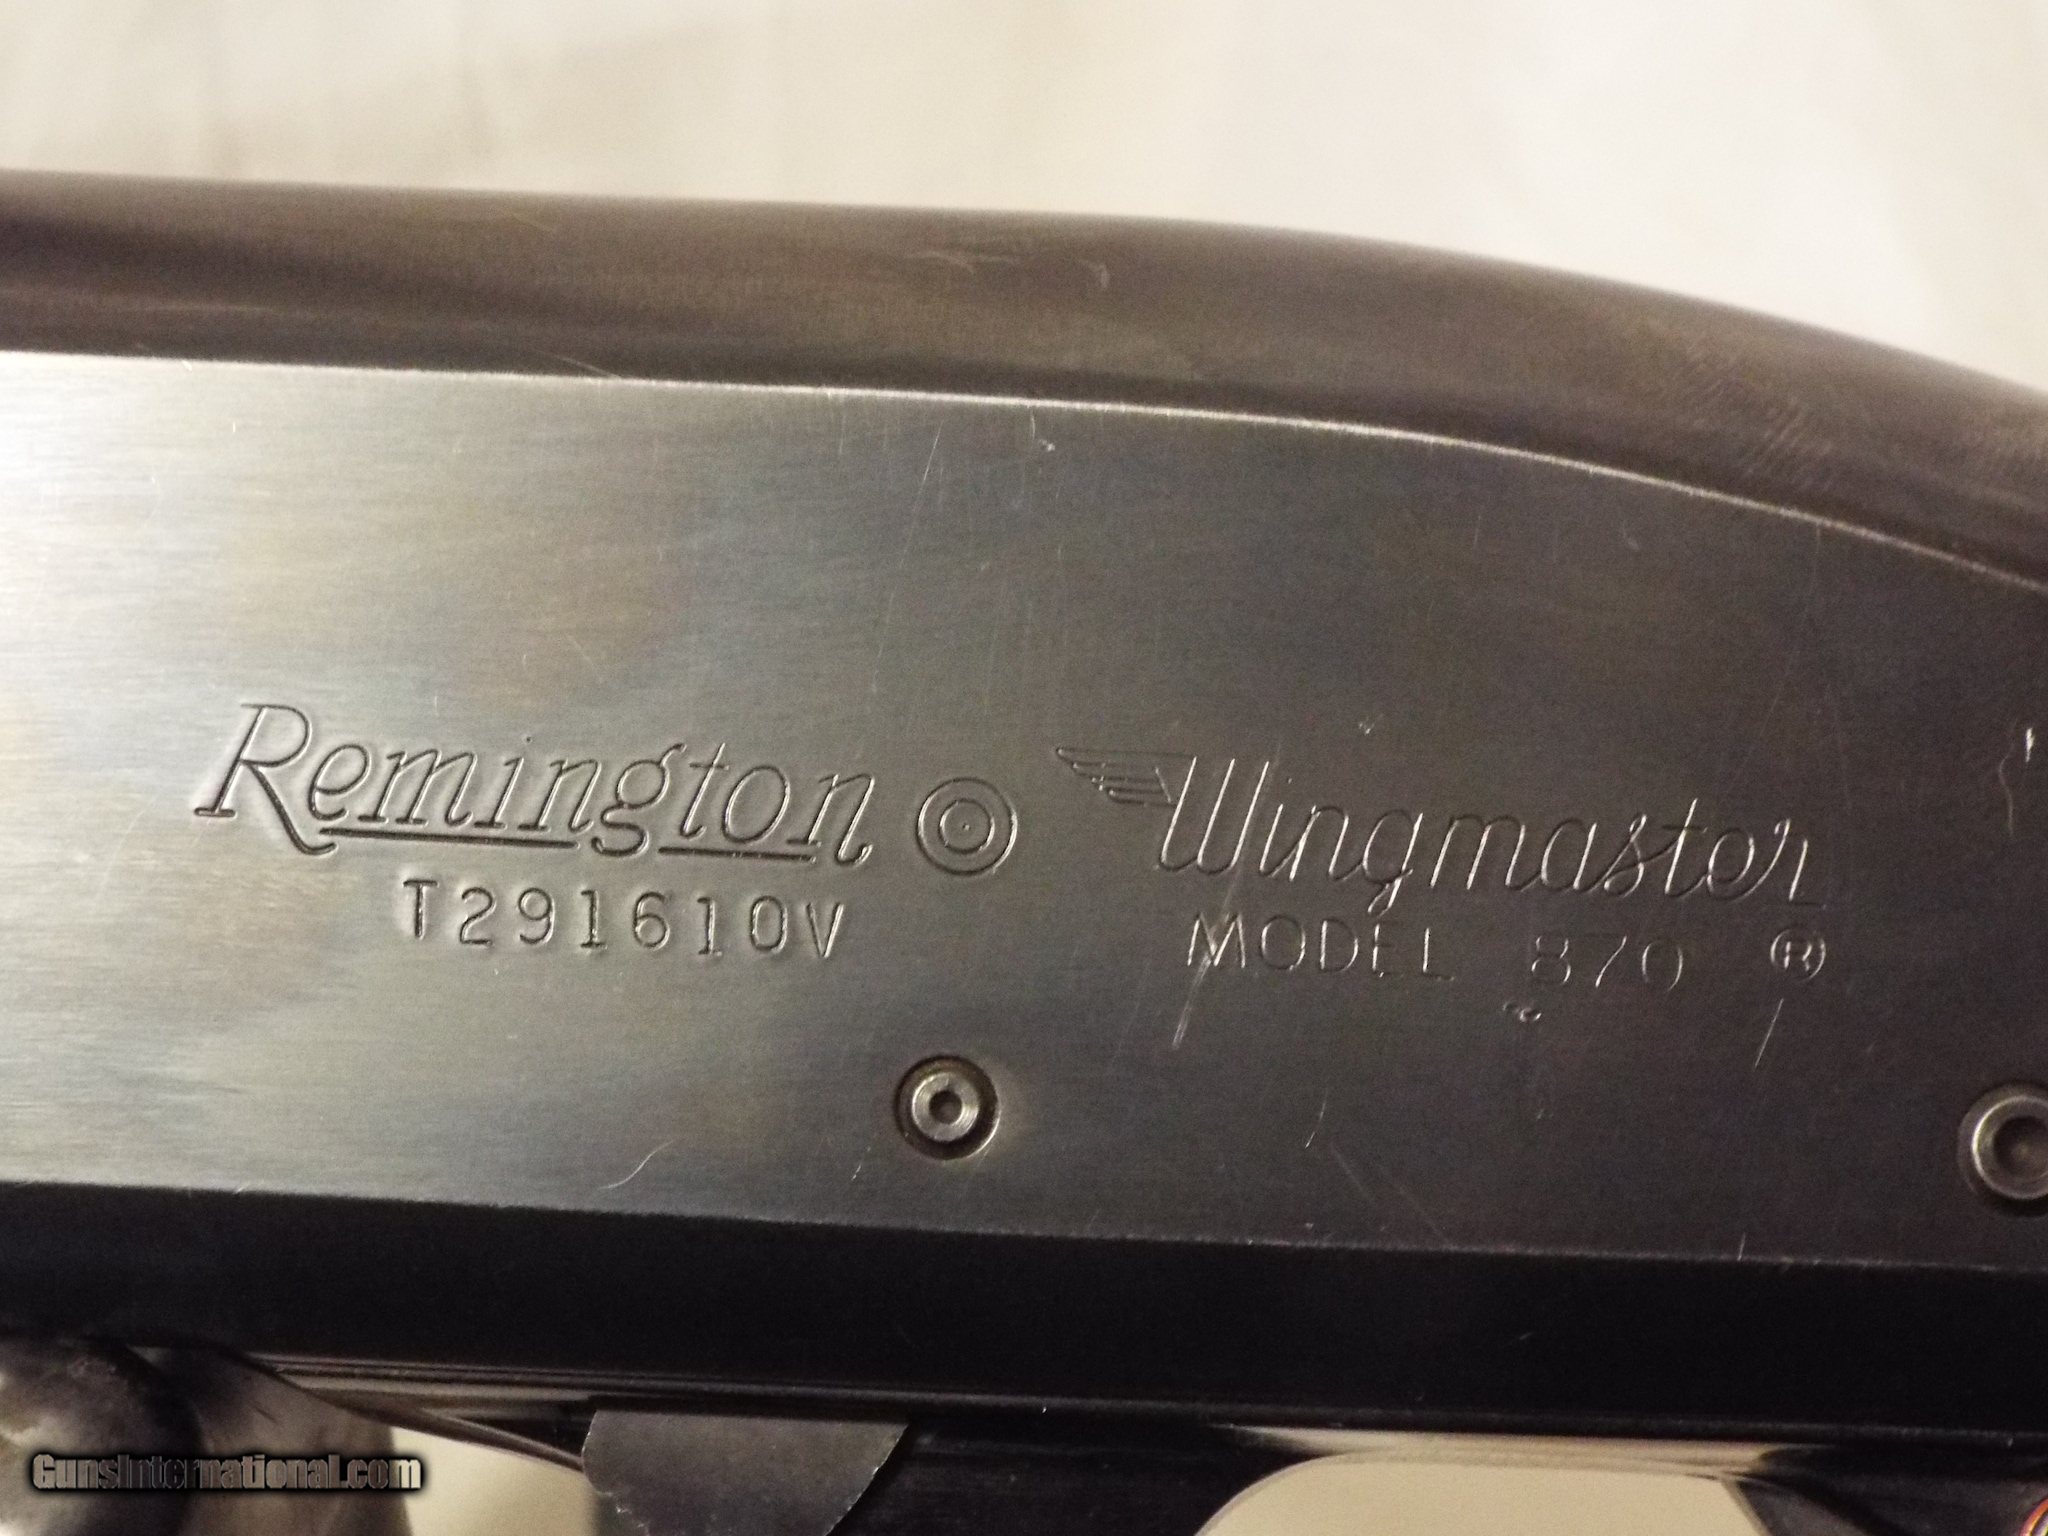 Remington
T291610V
Wingmaster
MODEL 870 ®
GunsInternational.com